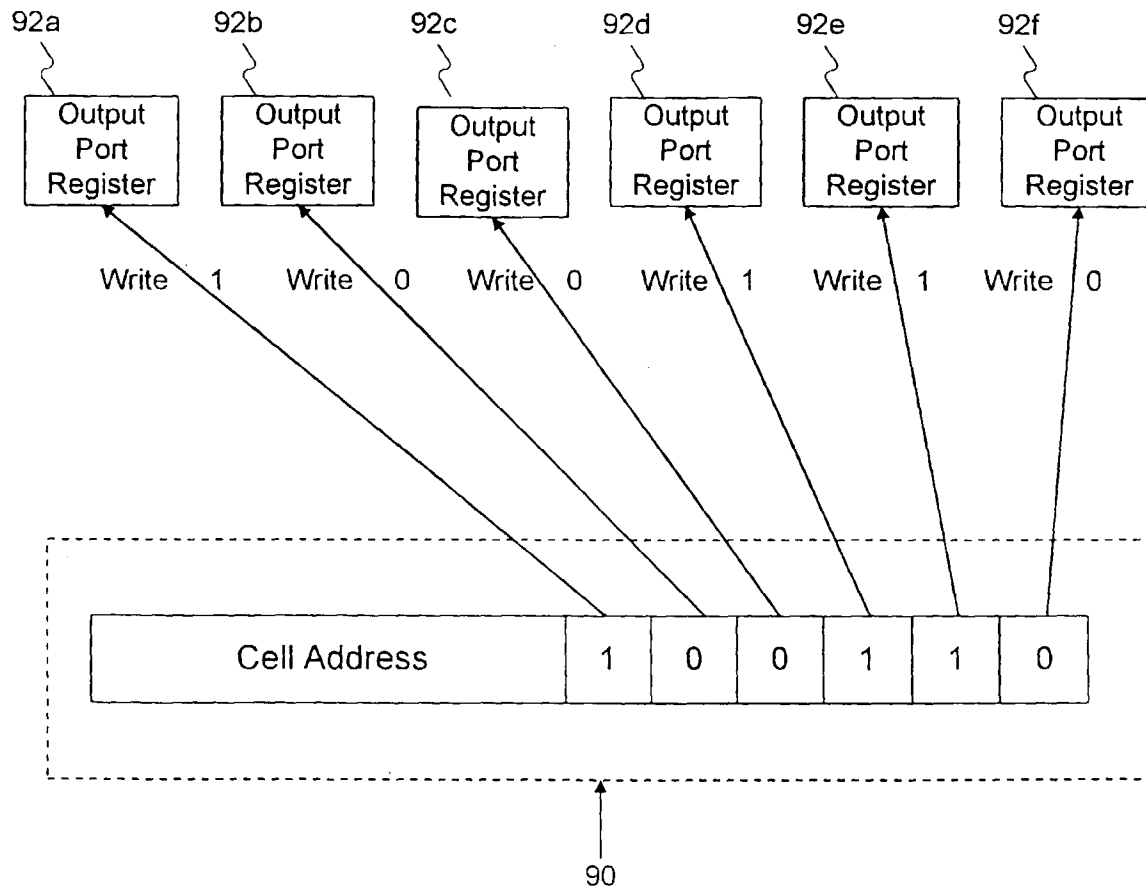 92a 92b 92c 92d 92e 92f
Output Output Output Output Output Output
Port Port Port Port Port Port
Register Register Register Register Register Register
Write 1 Write 0 Write 0 Write 1 Write 1 Write 0
Cell Address 1 0 0 1 1 0
90